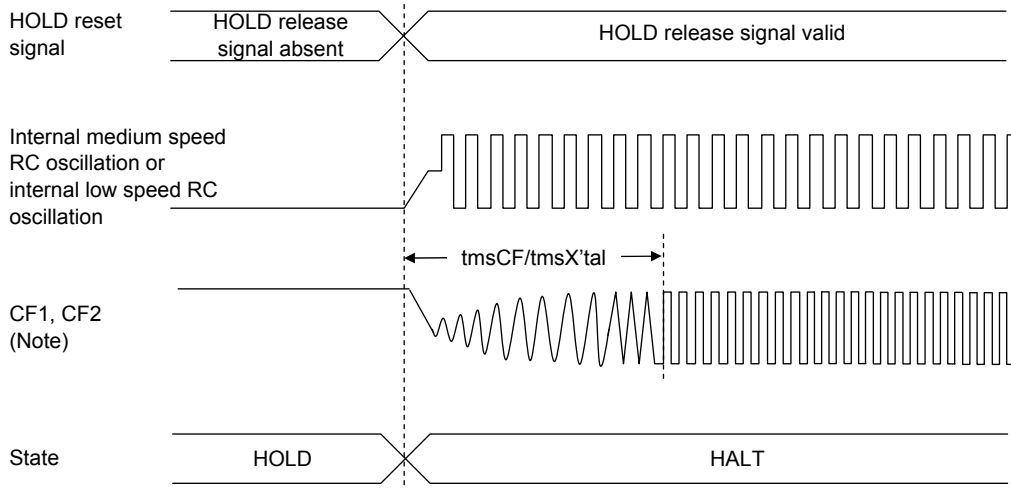 HOLD reset
signal
HOLD release
signal absent
HOLD release signal valid
Internal medium speed
RC oscillation or
internal low speed RC
oscillation
tmsCF/tmsX'tal
CF1, CF2
(Note)
State
HOLD
HALT